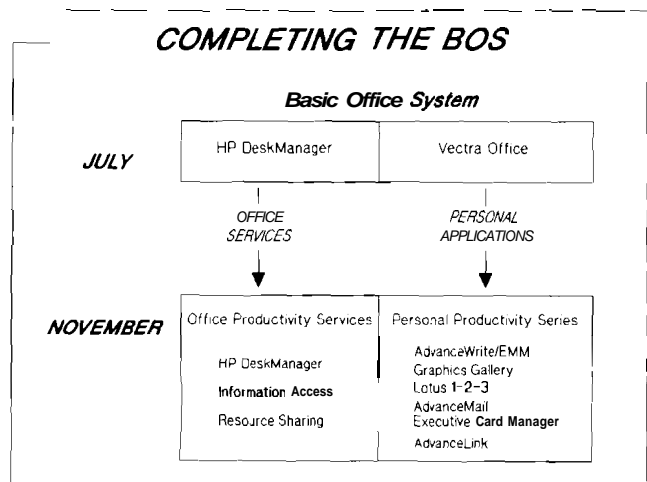 COMPLETING THE BOS
Basic Office System
JULY
HP DeskManager
Vectra Office
OFFICE
SERVICES
PERSONAL
APPLICATIONS
NOVEMBER
Office Productivity Services
HP DeskManager
Information Access
Resource Sharing
Personal Productivity Series
AdvanceWrite/EMM
Graphics Gallery
Lotus 1-2-3
AdvanceMail
Executive Card Manager
AdvanceLink